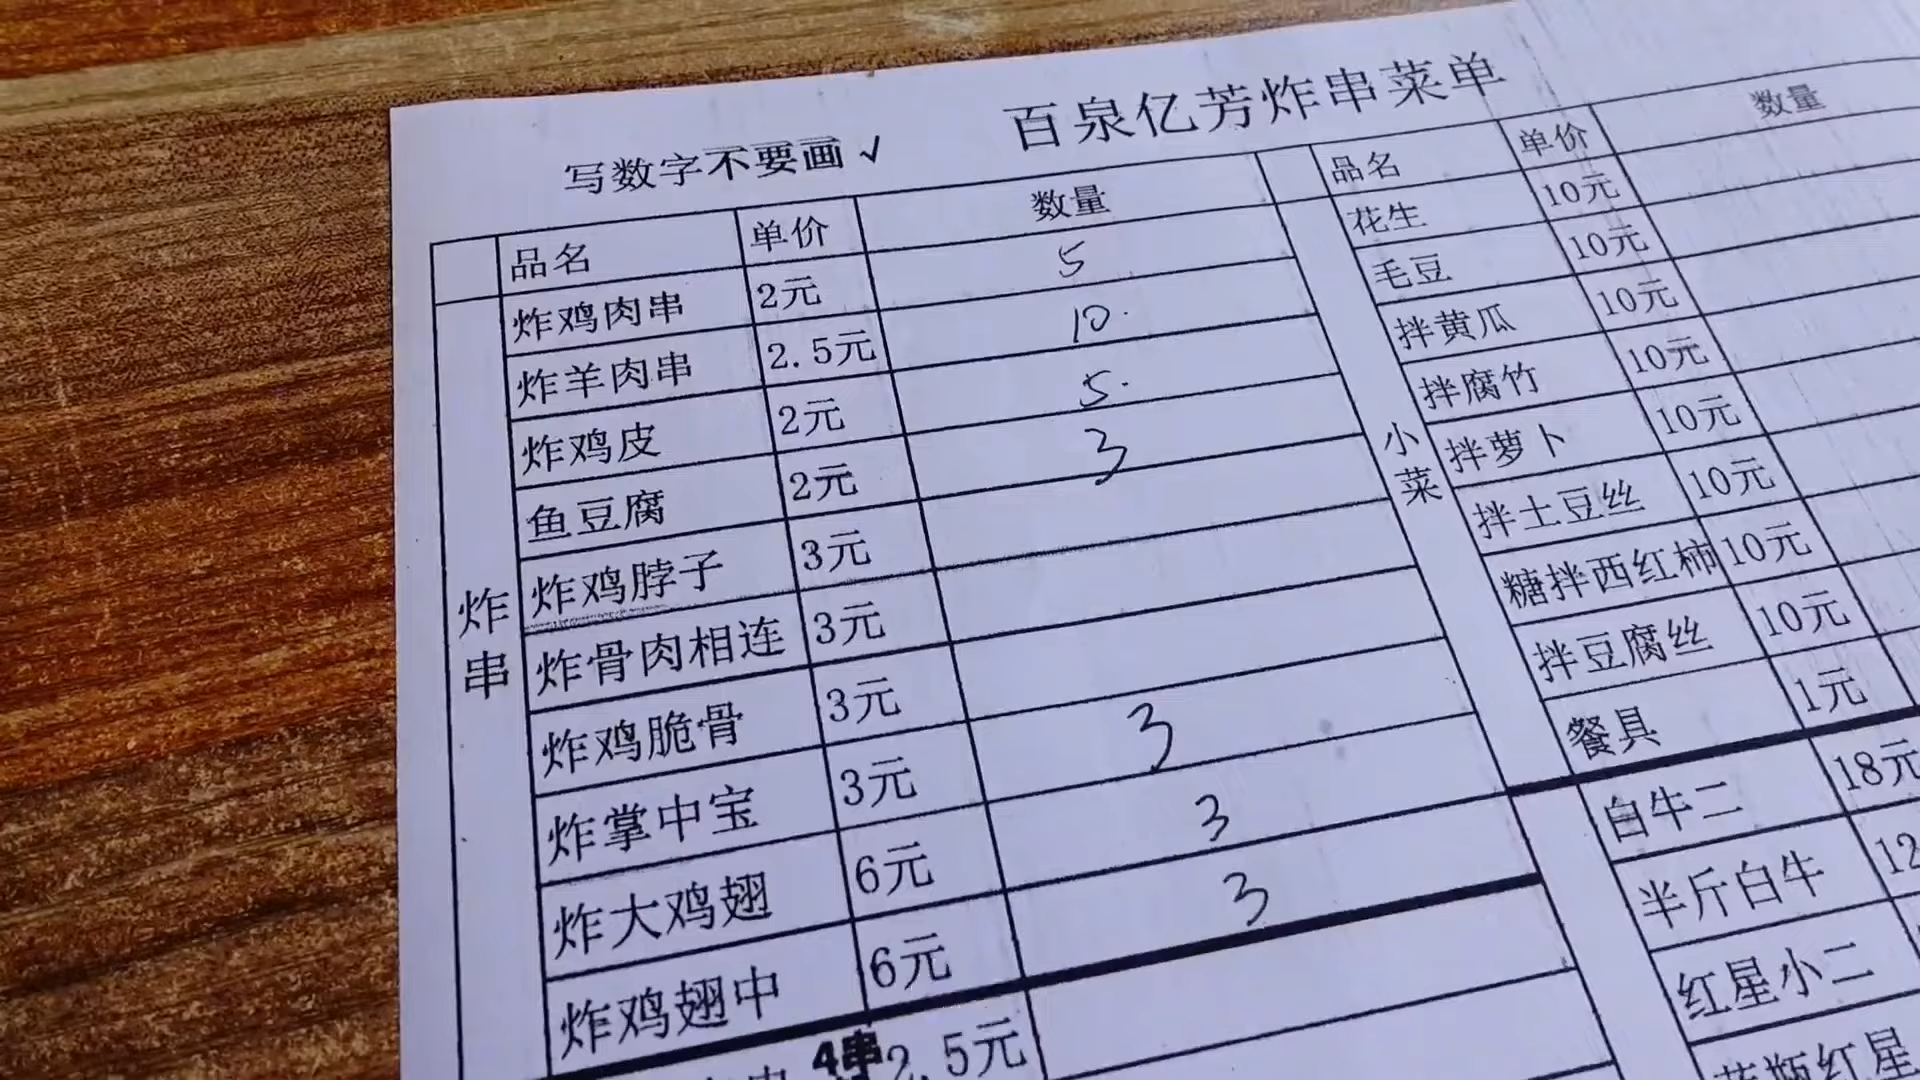 百泉亿芳炸串菜单
写数字不要画√
品名 单价 数量
炸鸡肉串 2元 5
炸羊肉串 2.5元 10
炸鸡皮 2元 5
鱼豆腐 2元 3
炸鸡脖子 3元
炸骨肉相连 3元
炸鸡脆骨 3元
炸掌中宝 3元 3
炸大鸡翅 6元 3
炸鸡翅中 6元 3
4串 2.5元
炸串
品名 单价 数量
花生 10元
毛豆 10元
拌黄瓜 10元
拌腐竹 10元
拌萝卜 10元
拌土豆丝 10元
糖拌西红柿 10元
拌豆腐丝 10元
餐具 1元
小菜
白牛二 18元
半斤白牛 12
红星小二
红星